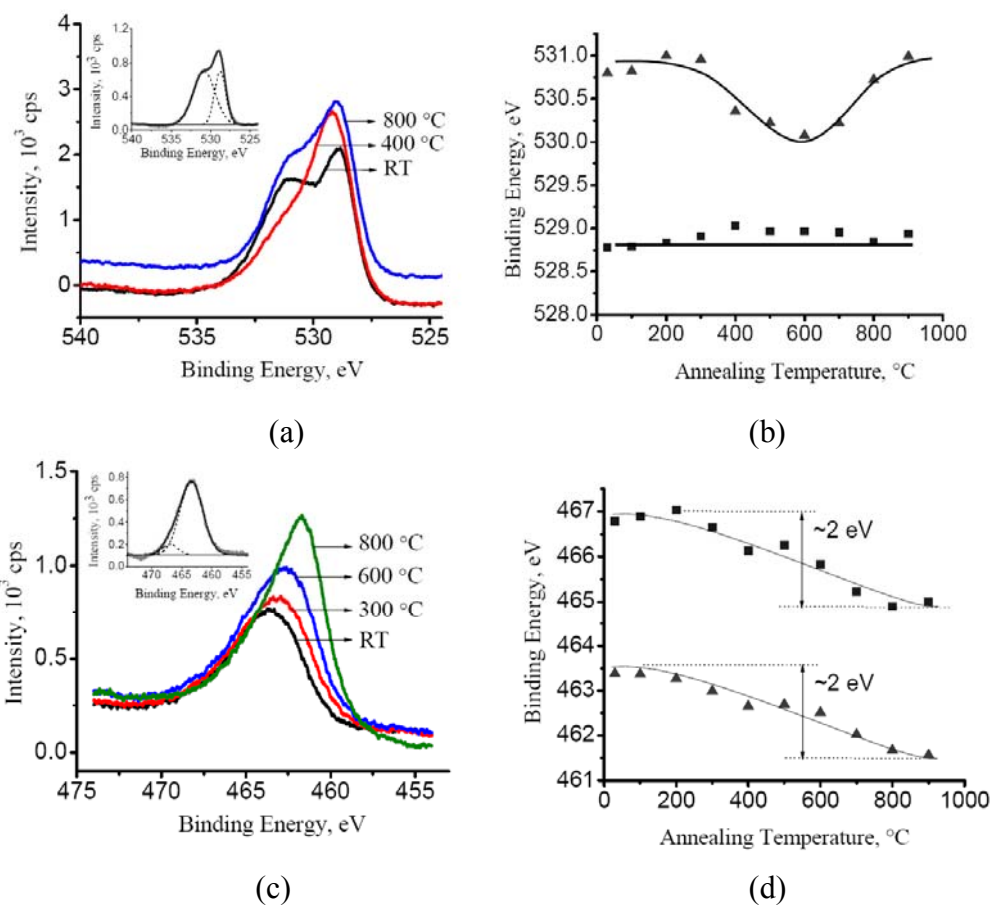 4
3
2
1
0
Intensity, 10³ cps
540
535
530
525
Binding Energy, eV
1.2
0.8
0.4
0.0
Intensity, 10³ cps
540 535 530 525
Binding Energy, eV
800 °C
400 °C
RT
(a)
531.0
530.5
530.0
529.5
529.0
528.5
528.0
Binding Energy, eV
0 200 400 600 800 1000
Annealing Temperature, °C
(b)
1.5
1.0
0.5
0.0
Intensity, 10³ cps
475 470 465 460 455
Binding Energy, eV
0.8
0.6
0.4
0.2
0.0
Intensity, 10³ cps
470 465 460 455
Binding Energy, eV
800 °C
600 °C
300 °C
RT
(c)
467
466
465
464
463
462
461
Binding Energy, eV
~2 eV
~2 eV
0 200 400 600 800 1000
Annealing Temperature, °C
(d)